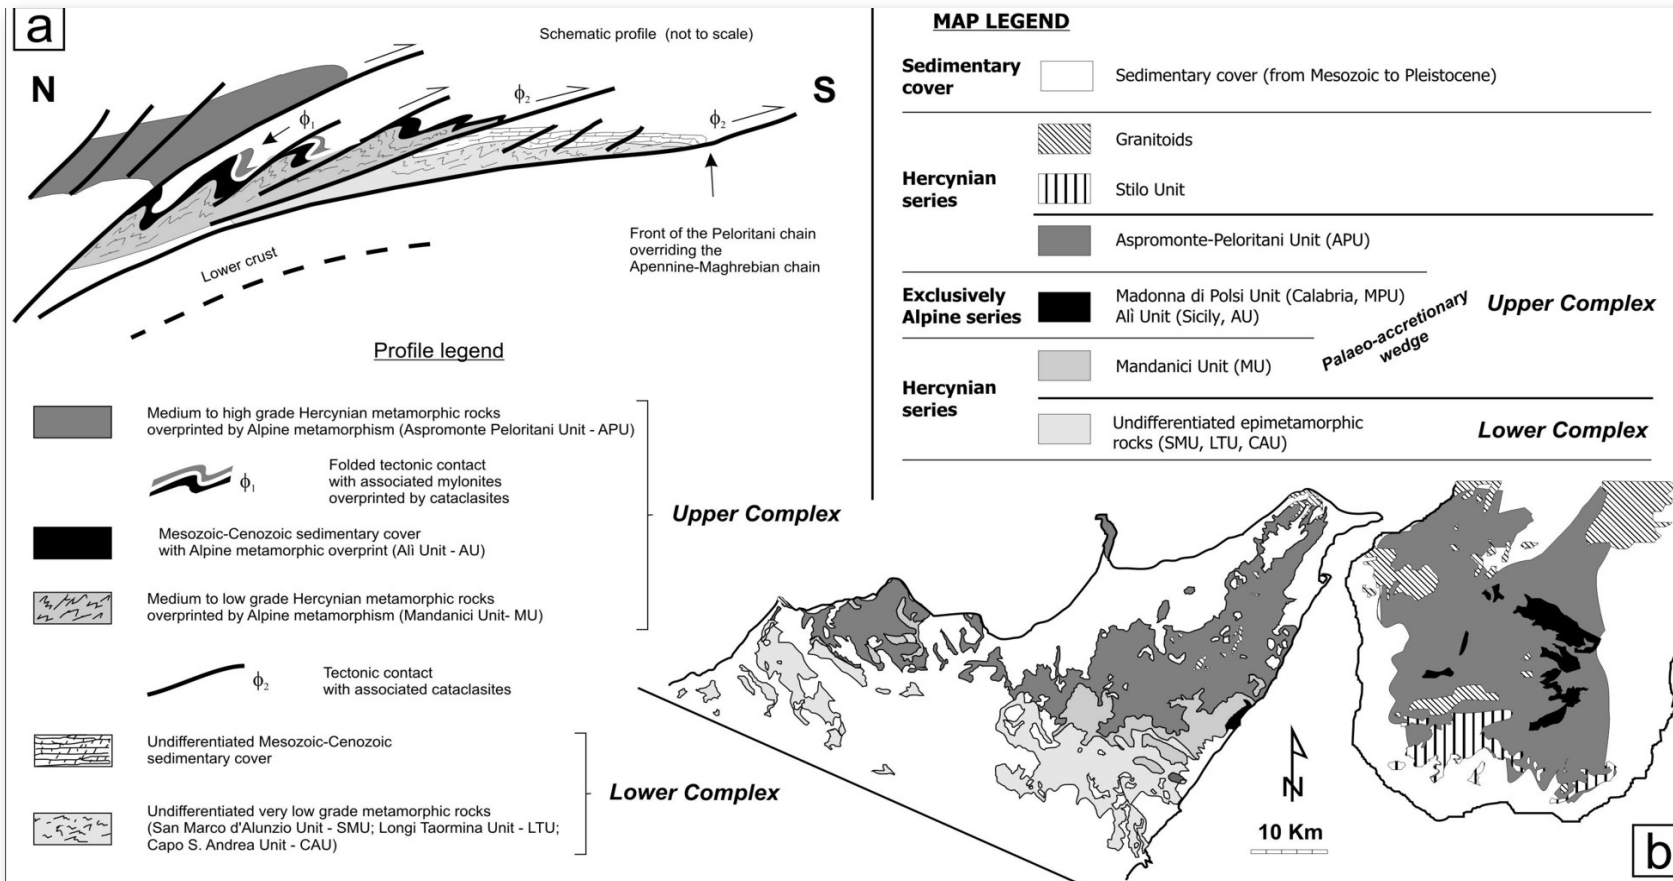 a
Schematic profile (not to scale)
N
S
ϕ1
ϕ2
ϕ2
Lower crust
Front of the Peloritani chain
overriding the
Apennine-Maghrebian chain
Profile legend
Medium to high grade Hercynian metamorphic rocks
overprinted by Alpine metamorphism (Aspromonte Peloritani Unit - APU)
ϕ1
Folded tectonic contact
with associated mylonites
overprinted by cataclasites
Mesozoic-Cenozoic sedimentary cover
with Alpine metamorphic overprint (Alì Unit - AU)
Medium to low grade Hercynian metamorphic rocks
overprinted by Alpine metamorphism (Mandanici Unit- MU)
Upper Complex
ϕ2
Tectonic contact
with associated cataclasites
Undifferentiated Mesozoic-Cenozoic
sedimentary cover
Undifferentiated very low grade metamorphic rocks
(San Marco d'Alunzio Unit - SMU; Longi Taormina Unit - LTU;
Capo S. Andrea Unit - CAU)
Lower Complex
MAP LEGEND
Sedimentary
cover
Sedimentary cover (from Mesozoic to Pleistocene)
Hercynian
series
Granitoids
Stilo Unit
Aspromonte-Peloritani Unit (APU)
Exclusively
Alpine series
Madonna di Polsi Unit (Calabria, MPU)
Alì Unit (Sicily, AU)
Palaeo-accretionary
wedge
Upper Complex
Hercynian
series
Mandanici Unit (MU)
Undifferentiated epimetamorphic
rocks (SMU, LTU, CAU)
Lower Complex
N
10 Km
b